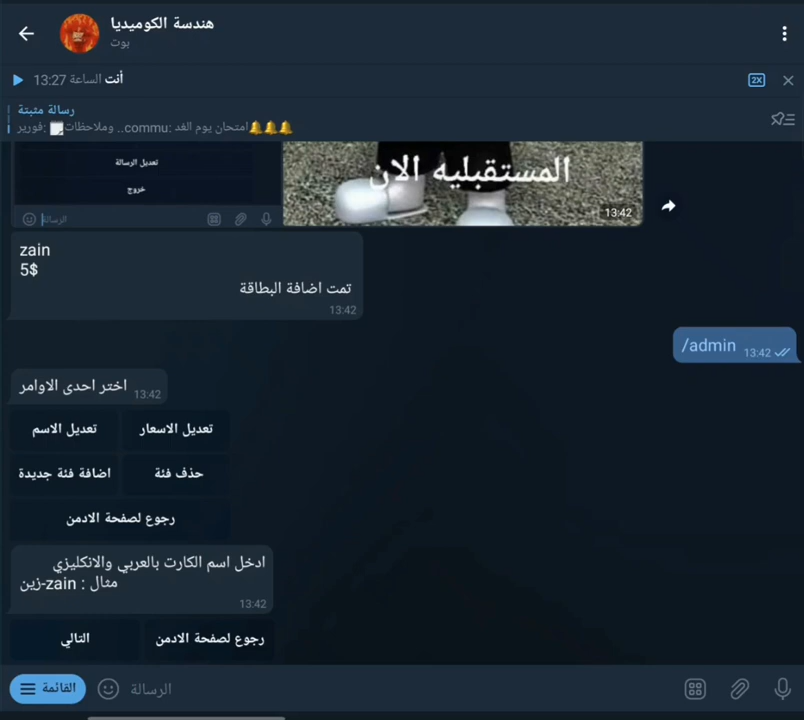 هندسة الكوميديا
بوت
أنت الساعة 13:27
2X
رسالة مثبتة
🔔🔔🔔امتحان يوم الغد :commu.. وملاحظات🗒️ :فورير
تعديل الرسالة
خروج
الرسالة
المستقبليه الان
13:42
zain
5$
تمت اضافة البطاقة
13:42
/admin 13:42
اختر احدى الاوامر 13:42
تعديل الاسعار
تعديل الاسم
حذف فئة
اضافة فئة جديدة
رجوع لصفحة الادمن
ادخل اسم الكارت بالعربي والانكليزي
مثال : zain-زين
13:42
رجوع لصفحة الادمن
التالي
القائمة
الرسالة